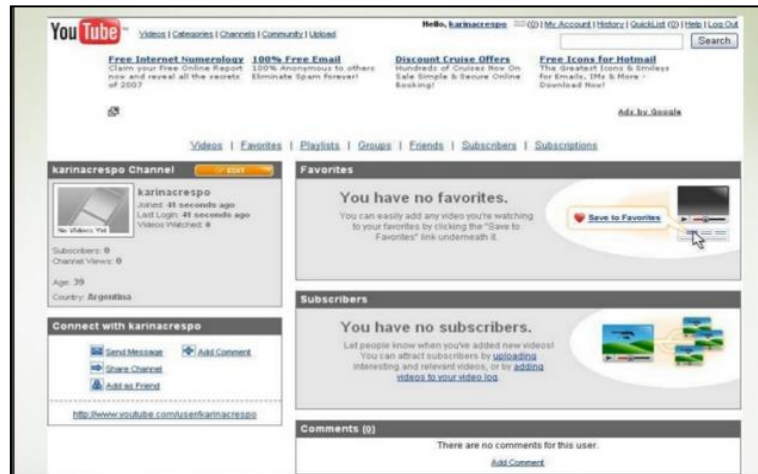 You Tube™
Videos | Categories | Channels | Community | Upload
Hello, karinacrespo (0) | My Account | History | QuickList (0) | Help | Log Out
Search
Free Internet Numerology
Claim your Free Online Report
now and reveal all the secrets
of 2007
100% Free Email
100% Anonymous to others
Eliminate Spam Forever!
Discount Cruise Offers
Hundreds of Cruises Now On
Sale Simple & Secure Online
Booking!
Free Icons for Hotmail
The Greatest Icons & Smileys
for Emails, IMs & More -
Download Now!
Ads by Google
Videos | Favorites | Playlists | Groups | Friends | Subscribers | Subscriptions
karinacrespo Channel
EDIT
No Videos Yet
karinacrespo
Joined: 41 seconds ago
Last Login: 41 seconds ago
Videos Watched: 0
Subscribers: 0
Channel Views: 0
Age: 39
Country: Argentina
Connect with karinacrespo
Send Message
Add Comment
Share Channel
Add as Friend
http://www.youtube.com/user/karinacrespo
Favorites
You have no favorites.
You can easily add any video you're watching
to your favorites by clicking the "Save to
Favorites" link underneath it.
Save to Favorites
Subscribers
You have no subscribers.
Let people know when you've added new videos!
You can attract subscribers by uploading
interesting and relevant videos, or by adding
videos to your video log.
Comments (0)
There are no comments for this user.
Add Comment